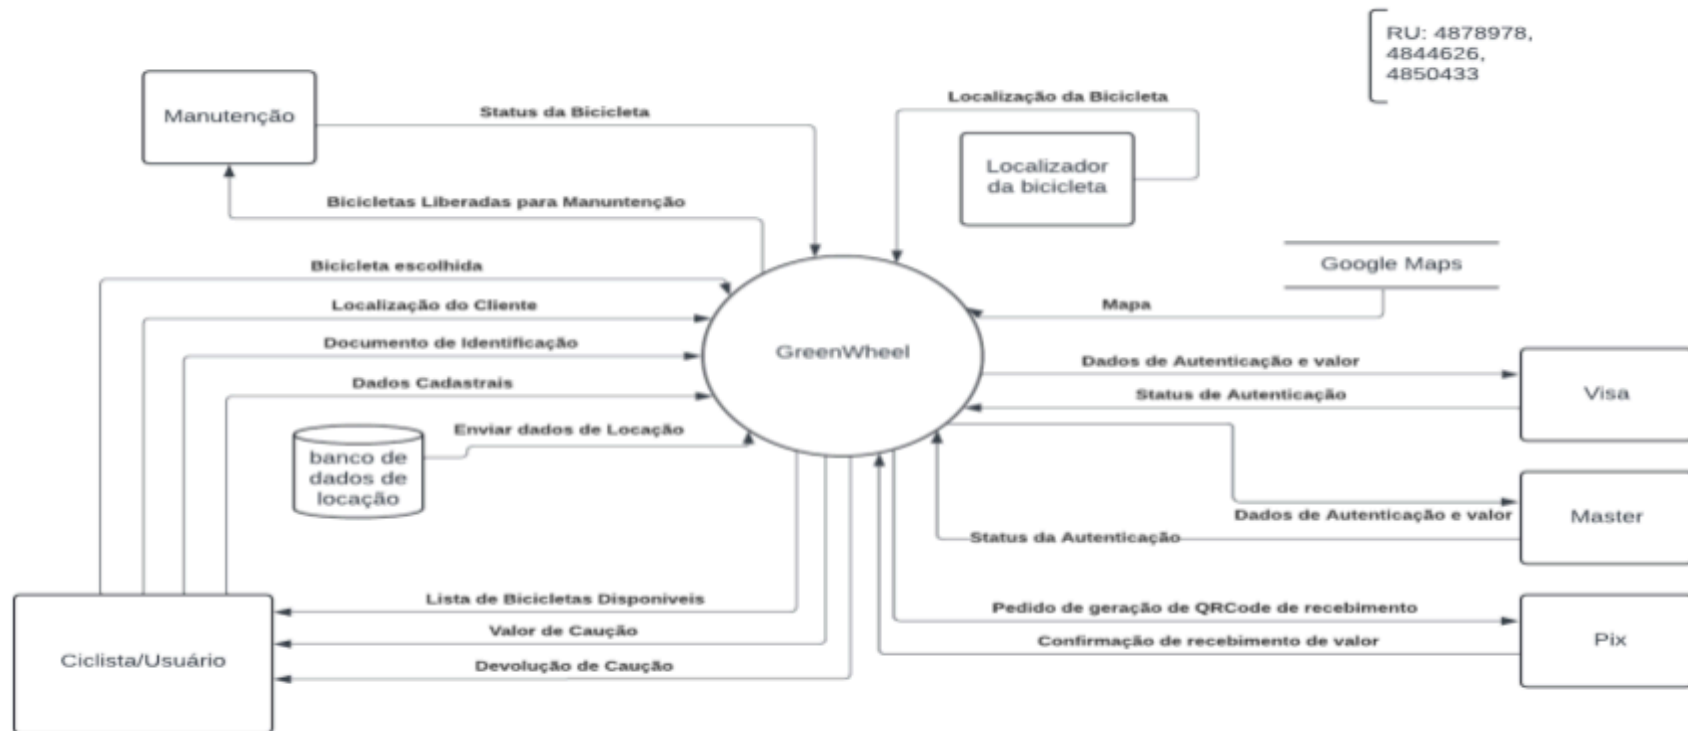 RU: 4878978,
4844626,
4850433
Manutenção
Status da Bicicleta
Localização da Bicicleta
Localizador
da bicicleta
Bicicletas Liberadas para Manuntenção
Bicicleta escolhida
Google Maps
Localização do Cliente
Mapa
Documento de Identificação
GreenWheel
Dados de Autenticação e valor
Dados Cadastrais
Status de Autenticação
Visa
Enviar dados de Locação
banco de
dados de
locação
Dados de Autenticação e valor
Master
Status da Autenticação
Lista de Bicicletas Disponíveis
Pedido de geração de QRCode de recebimento
Valor de Caução
Confirmação de recebimento de valor
Pix
Ciclista/Usuário
Devolução de Caução